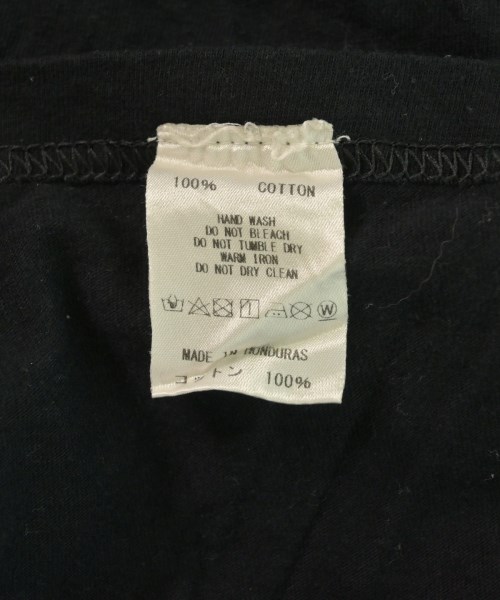 100% COTTON
HAND WASH
DO NOT BLEACH
DO NOT TUMBLE DRY
WARM IRON
DO NOT DRY CLEAN
W
MADE IN HONDURAS
コットン 100%